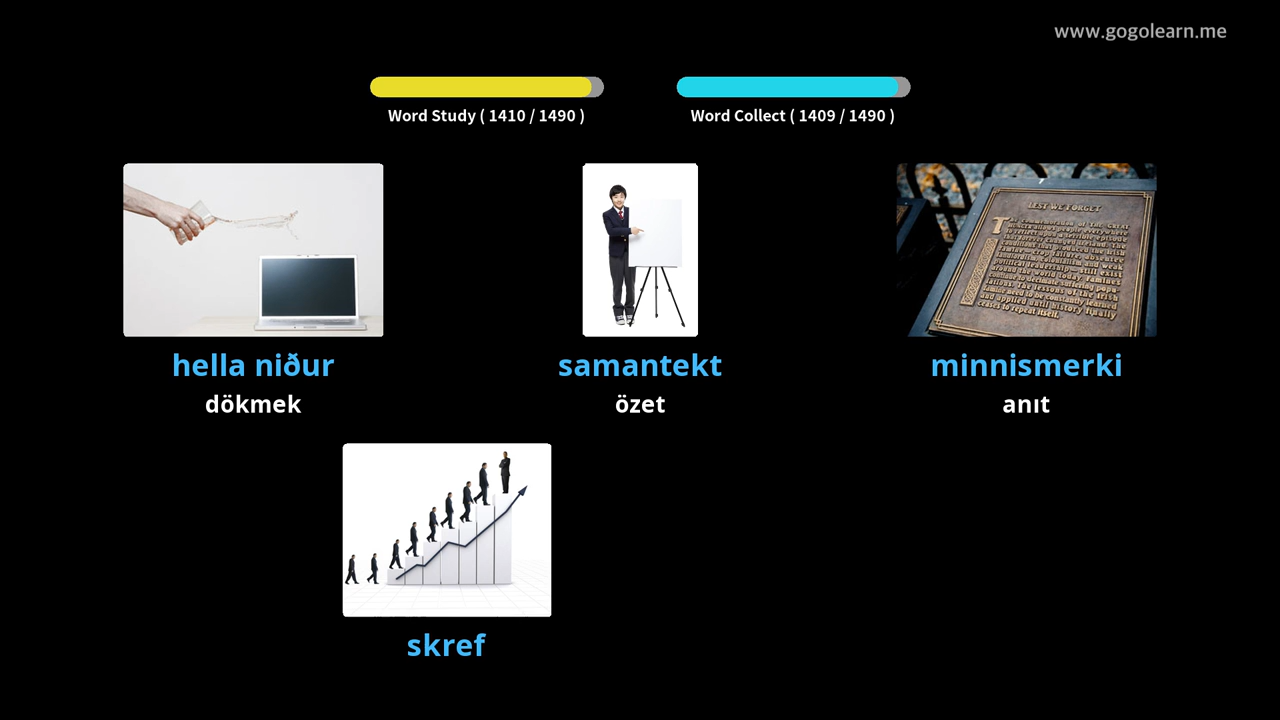 www.gogolearn.me
Word Study ( 1410 / 1490 )
Word Collect ( 1409 / 1490 )
LEST WE FORGET
hella niður
dökmek
samantekt
özet
minnismerki
anıt
skref